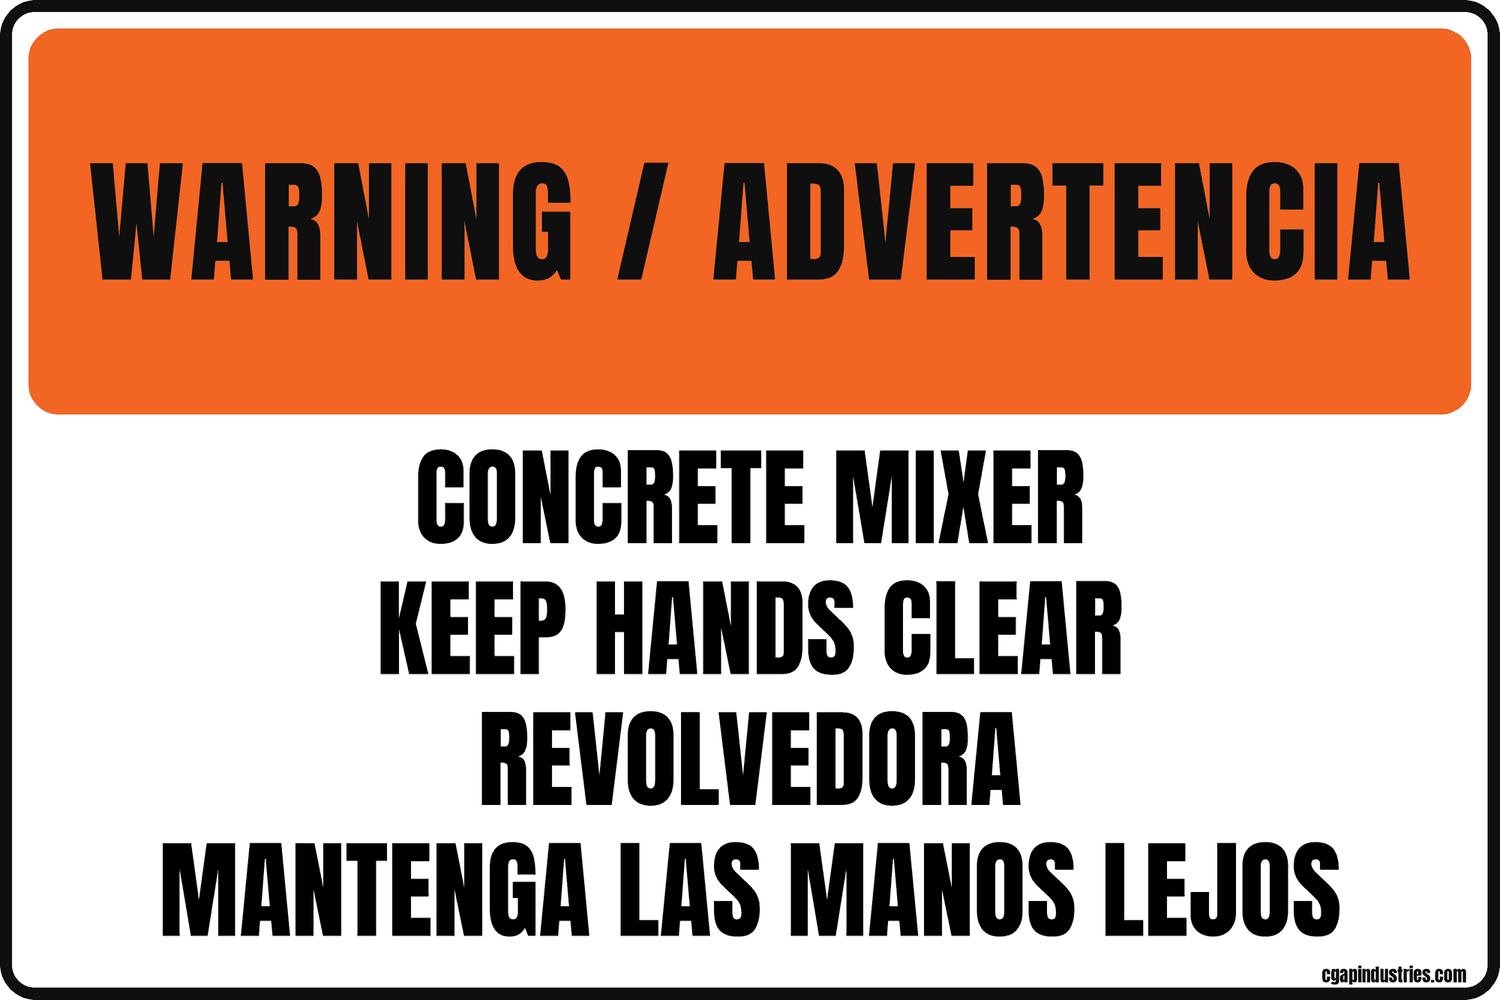 WARNING / ADVERTENCIA
CONCRETE MIXER
KEEP HANDS CLEAR
REVOLVEDORA
MANTENGA LAS MANOS LEJOS
cgapindustries.com